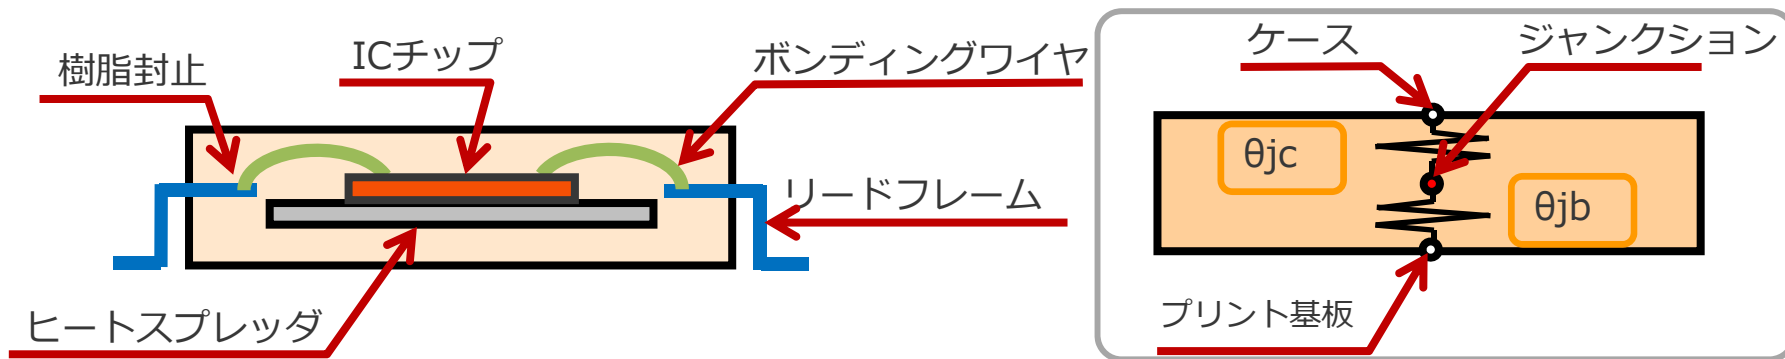 樹脂封止
ICチップ
ボンディングワイヤ
リードフレーム
ヒートスプレッダ
ケース
ジャンクション
θjc
θjb
プリント基板